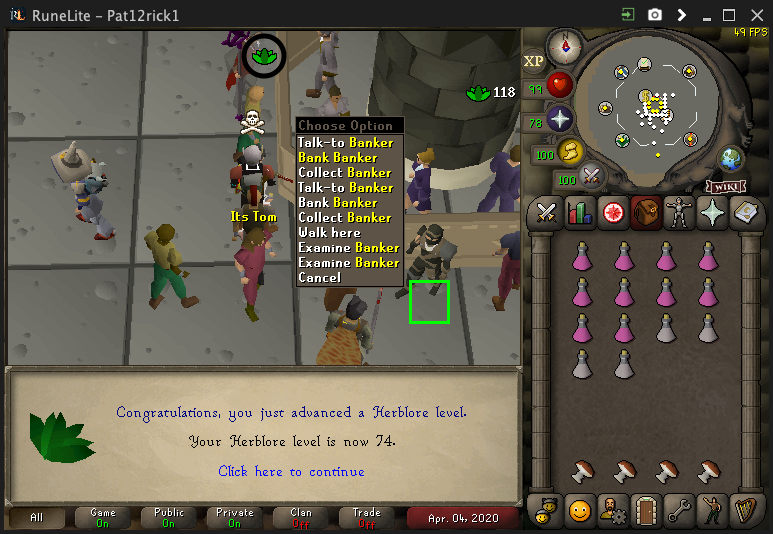 RuneLite - Pat12rick1
49 FPS
XP
118
99
78
100
100
WIKI
Choose Option
Talk-to Banker
Bank Banker
Collect Banker
Talk-to Banker
Bank Banker
Collect Banker
Walk here
Examine Banker
Examine Banker
Cancel
Its Tom
Congratulations, you just advanced a Herblore level.
Your Herblore level is now 74.
Click here to continue
All
Game
On
Public
On
Private
On
Clan
Off
Trade
Off
Apr. 04, 2020